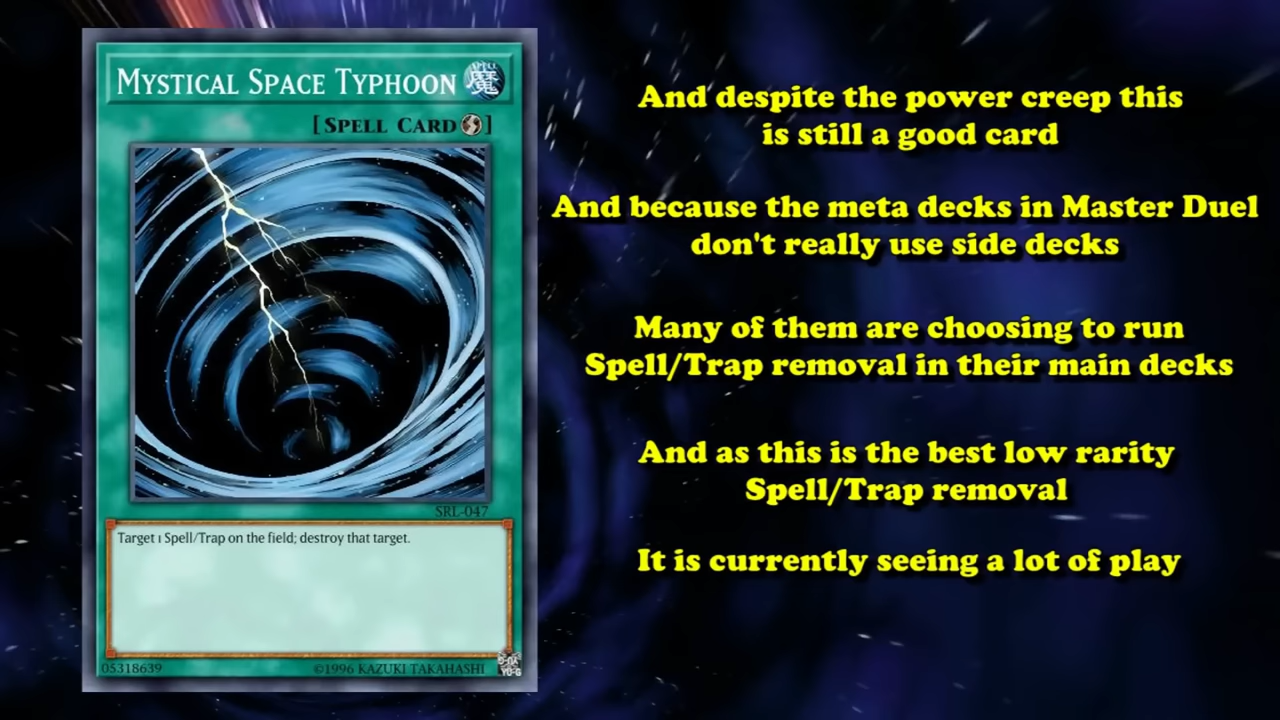 MYSTICAL SPACE TYPHOON
SPELL
魔
[SPELL CARD]
SRL-047
Target 1 Spell/Trap on the field; destroy that target.
05318639
©1996 KAZUKI TAKAHASHI
And despite the power creep this
is still a good card
And because the meta decks in Master Duel
don't really use side decks
Many of them are choosing to run
Spell/Trap removal in their main decks
And as this is the best low rarity
Spell/Trap removal
It is currently seeing a lot of play